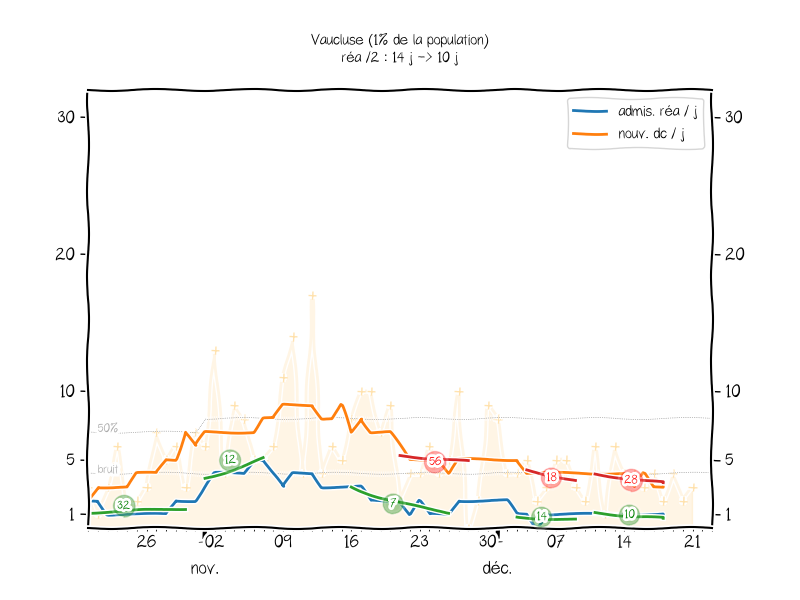 Vaucluse (1% de la population)
réa /2 : 14 j -> 10 j
admis. réa / j
nouv. dc / j
30 30
20 20
10 10
50%
5 5
bruit
1 1
32 12 7 56 14 18 10 28
26 02 09 16 23 30 07 14 21
nov. déc.